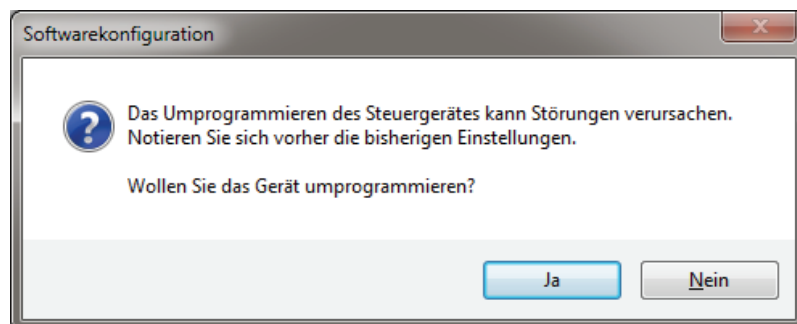 Softwarekonfiguration
Das Umprogrammieren des Steuergerätes kann Störungen verursachen.
Notieren Sie sich vorher die bisherigen Einstellungen.
Wollen Sie das Gerät umprogrammieren?
Ja
Nein